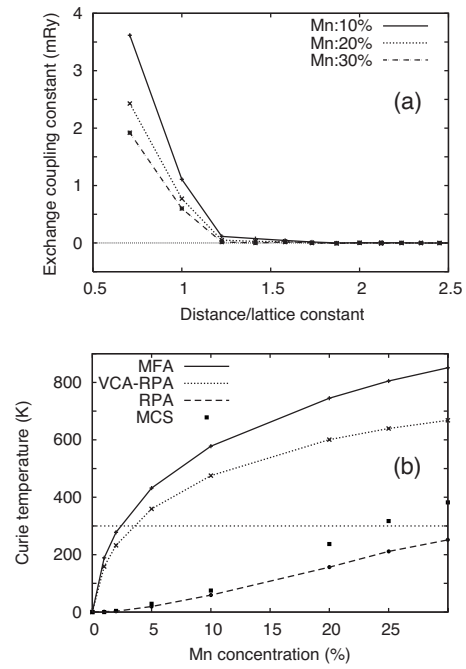 4
3
2
1
0
Exchange coupling constant (mRy)
Mn:10%
Mn:20%
Mn:30%
(a)
0.5
1
1.5
2
2.5
Distance/lattice constant
800
600
400
200
0
Curie temperature (K)
MFA
VCA-RPA
RPA
MCS
(b)
0
1
5
10
15
20
25
Mn concentration (%)